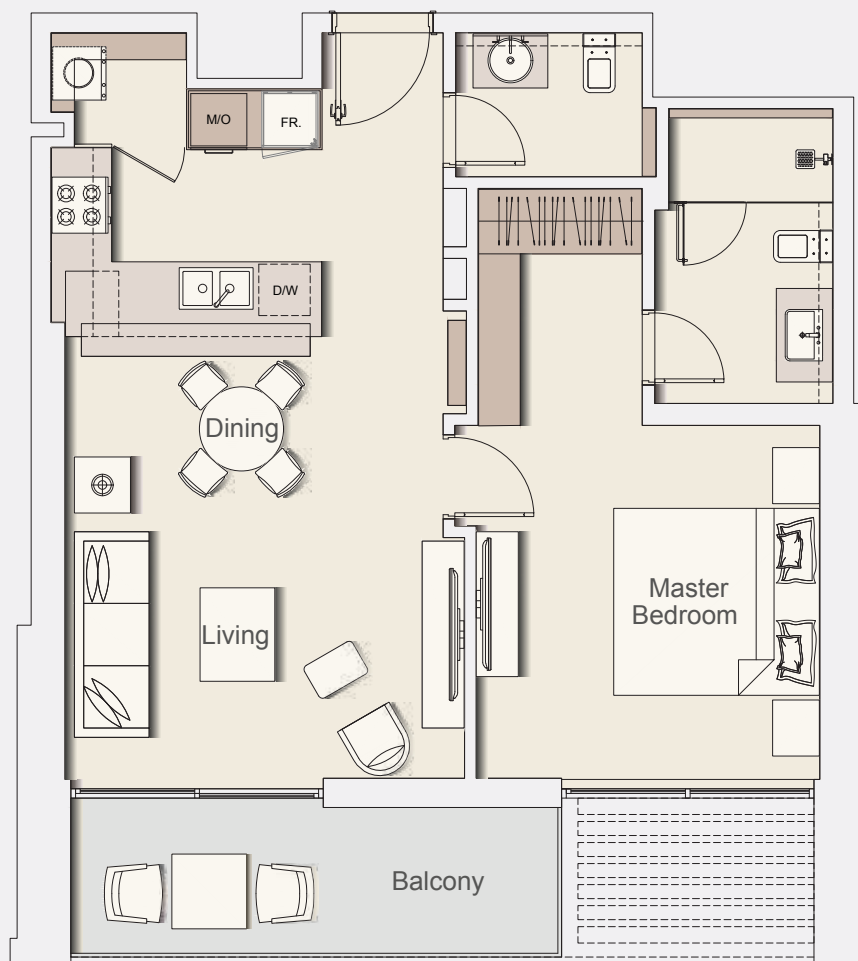 M/O
FR.
D/W
Dining
Living
Master
Bedroom
Balcony